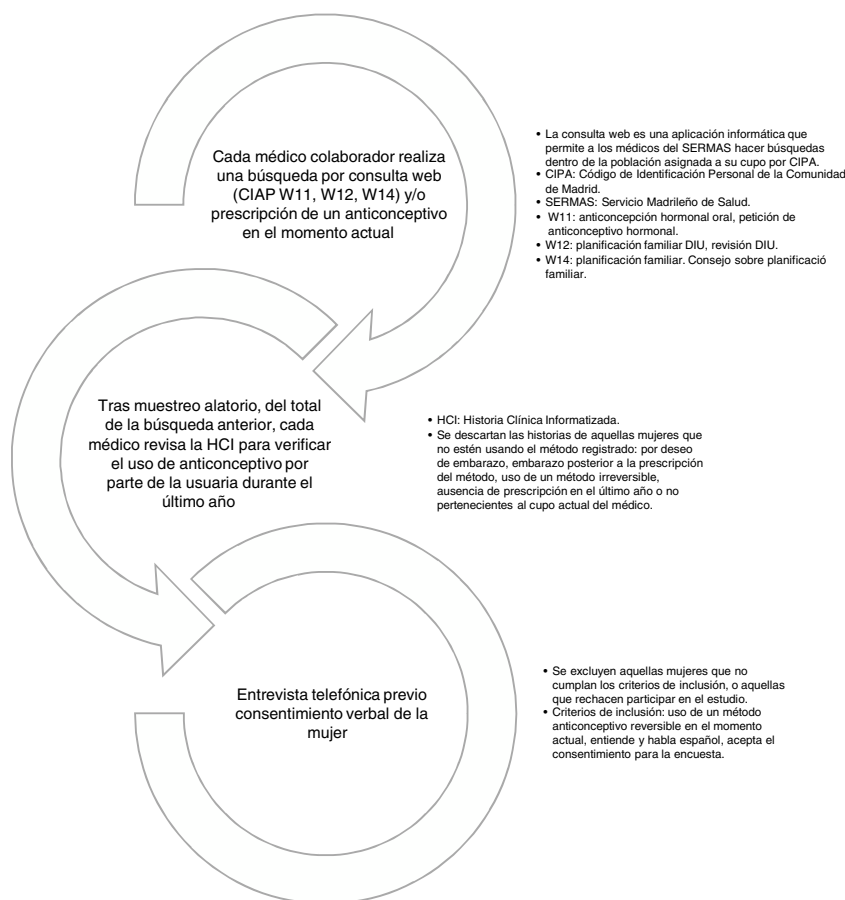 Cada médico colaborador realiza
una búsqueda por consulta web
(CIAP W11, W12, W14) y/o
prescripción de un anticonceptivo
en el momento actual
• La consulta web es una aplicación informática que
permite a los médicos del SERMAS hacer búsquedas
dentro de la población asignada a su cupo por CIPA.
• CIPA: Código de Identificación Personal de la Comunidad
de Madrid.
• SERMAS: Servicio Madrileño de Salud.
• W11: anticoncepción hormonal oral, petición de
anticonceptivo hormonal.
• W12: planificación familiar DIU, revisión DIU.
• W14: planificación familiar. Consejo sobre planificació
familiar.
Tras muestreo alatorio, del total
de la búsqueda anterior, cada
médico revisa la HCI para verificar
el uso de anticonceptivo por
parte de la usuaria durante el
último año
• HCI: Historia Clínica Informatizada.
• Se descartan las historias de aquellas mujeres que
no estén usando el método registrado: por deseo
de embarazo, embarazo posterior a la prescripción
del método, uso de un método irreversible,
ausencia de prescripción en el último año o no
pertenecientes al cupo actual del médico.
Entrevista telefónica previo
consentimiento verbal de la
mujer
• Se excluyen aquellas mujeres que no
cumplan los criterios de inclusión, o aquellas
que rechacen participar en el estudio.
• Criterios de inclusión: uso de un método
anticonceptivo reversible en el momento
actual, entiende y habla español, acepta el
consentimiento para la encuesta.